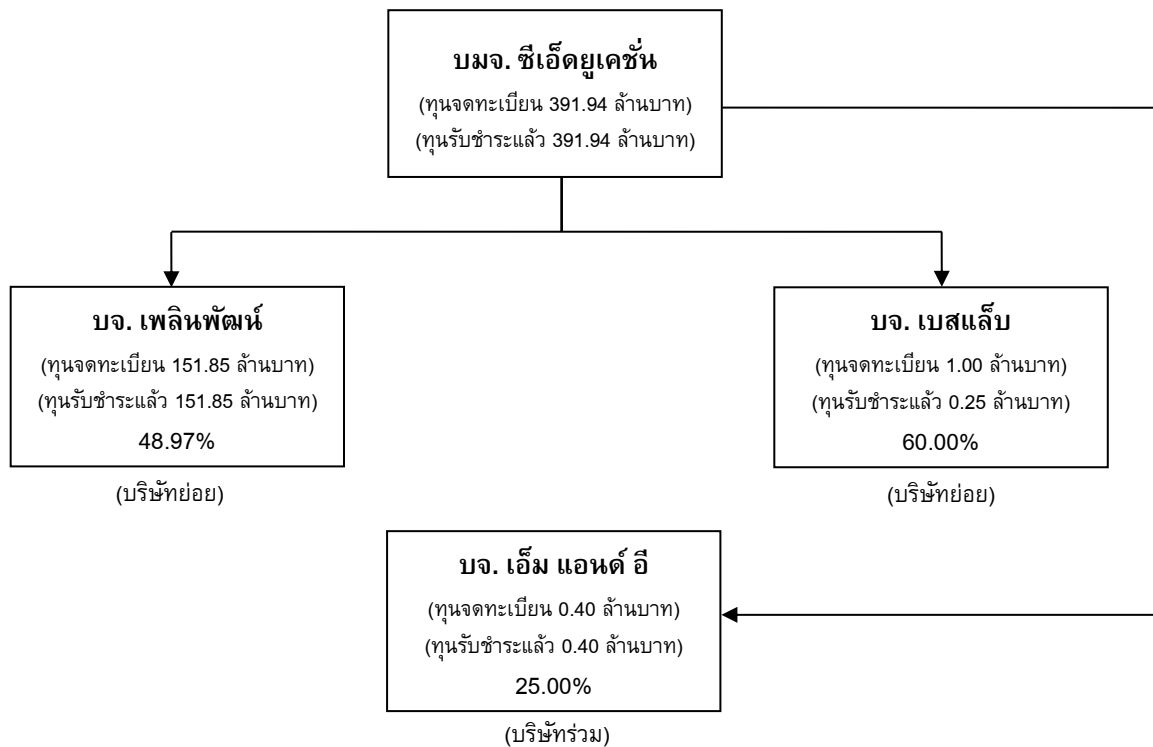 บมจ. ซีเอ็ดยูเคชั่น
(ทุนจดทะเบียน 391.94 ล้านบาท)
(ทุนรับชำระแล้ว 391.94 ล้านบาท)
บจ. เพลินพัฒน์
(ทุนจดทะเบียน 151.85 ล้านบาท)
(ทุนรับชำระแล้ว 151.85 ล้านบาท)
48.97%
(บริษัทย่อย)
บจ. เบสแล็บ
(ทุนจดทะเบียน 1.00 ล้านบาท)
(ทุนรับชำระแล้ว 0.25 ล้านบาท)
60.00%
(บริษัทย่อย)
บจ. เอ็ม แอนด์ อี
(ทุนจดทะเบียน 0.40 ล้านบาท)
(ทุนรับชำระแล้ว 0.40 ล้านบาท)
25.00%
(บริษัทร่วม)